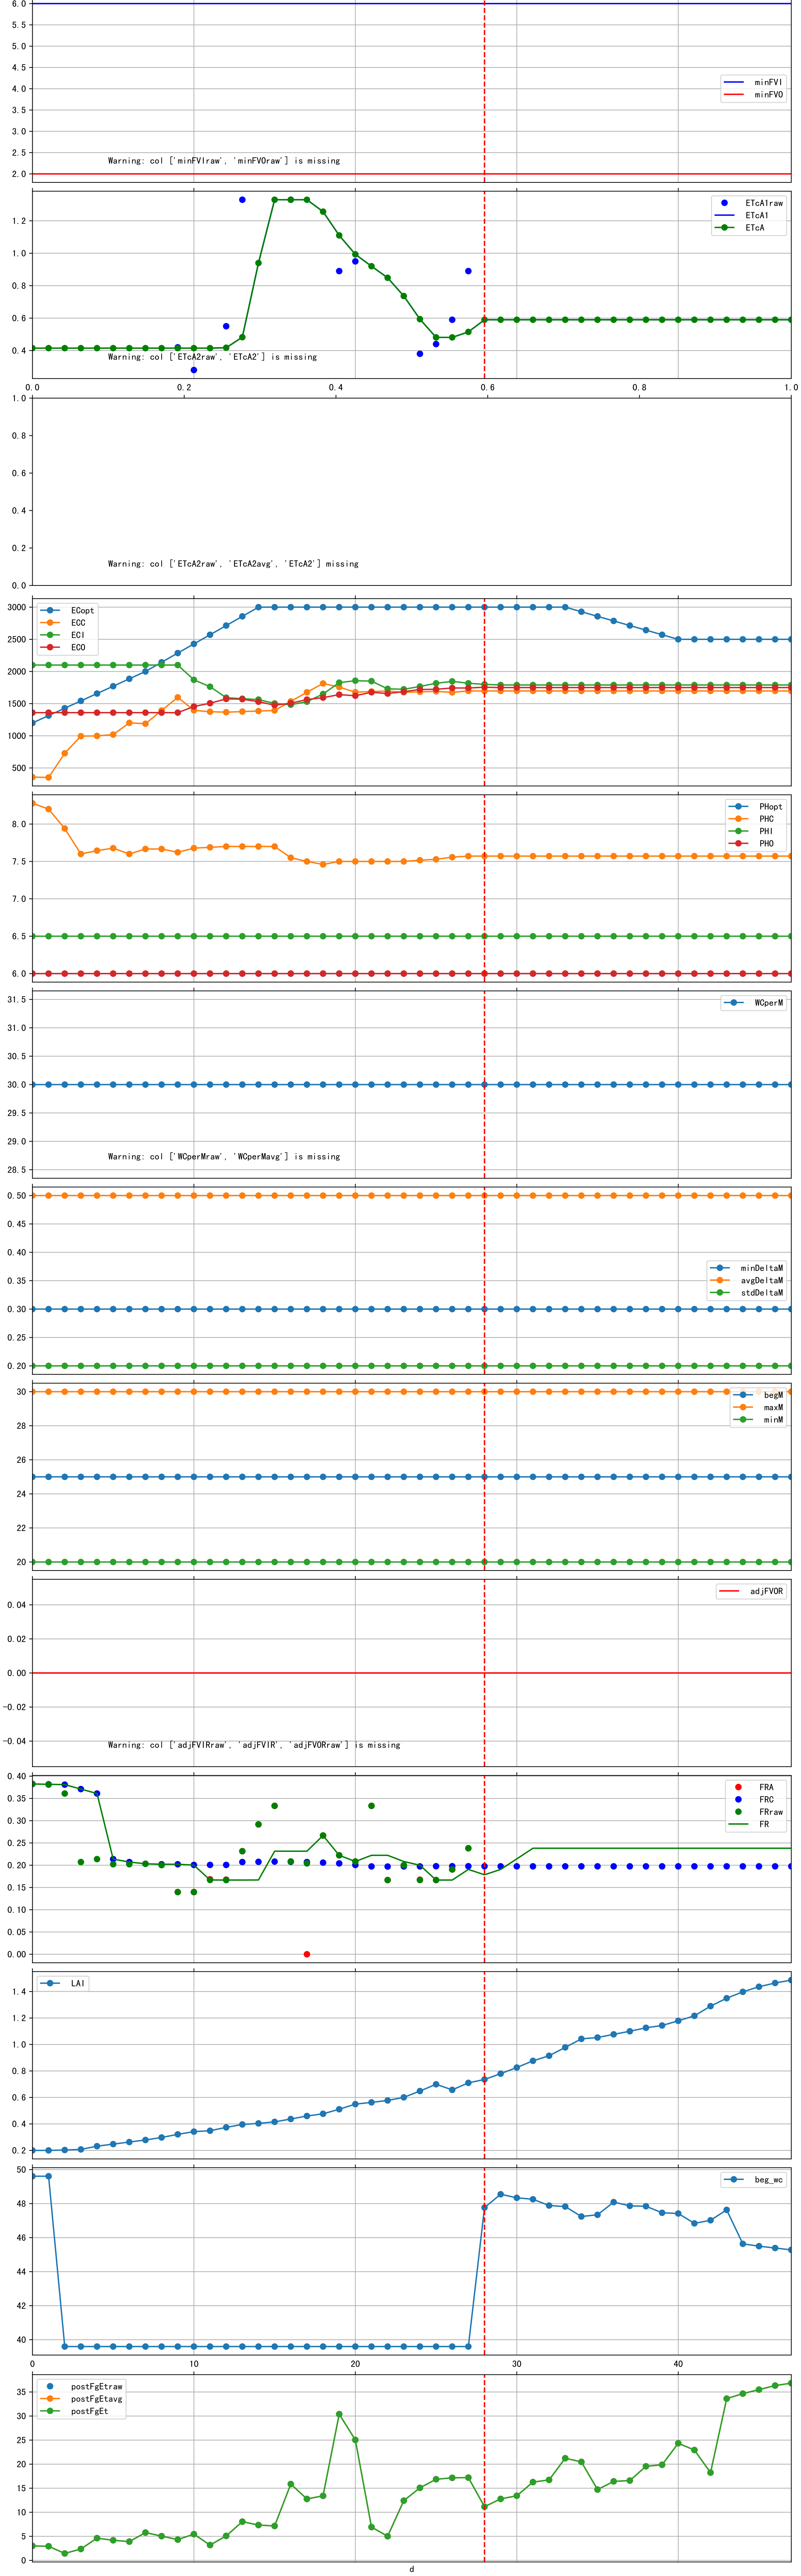 6.0
5.5
5.0
4.5
4.0
3.5
3.0
2.5
2.0
minFVI
minFVO
Warning: col ['minFVIraw', 'minFVOraw'] is missing
1.2
1.0
0.8
0.6
0.4
ETcA1raw
ETcA1
ETcA
Warning: col ['ETcA2raw', 'ETcA2'] is missing
0.0 0.2 0.4 0.6 0.8 1.0
1.0
0.8
0.6
0.4
0.2
0.0
Warning: col ['ETcA2raw', 'ETcA2avg', 'ETcA2'] missing
3000
2500
2000
1500
1000
500
ECopt
ECC
ECI
ECO
8.0
7.5
7.0
6.5
6.0
PHopt
PHC
PHI
PHO
31.5
31.0
30.5
30.0
29.5
29.0
28.5
WCperM
Warning: col ['WCperMraw', 'WCperMavg'] is missing
0.50
0.45
0.40
0.35
0.30
0.25
0.20
minDeltaM
avgDeltaM
stdDeltaM
30
28
26
24
22
20
begM
maxM
minM
0.04
0.02
0.00
-0.02
-0.04
adjFVOR
Warning: col ['adjFVIRraw', 'adjFVIR', 'adjFVORraw'] is missing
0.40
0.35
0.30
0.25
0.20
0.15
0.10
0.05
0.00
FRA
FRC
FRraw
FR
1.4
1.2
1.0
0.8
0.6
0.4
0.2
LAI
50
48
46
44
42
40
beg_wc
0 10 20 30 40
35
30
25
20
15
10
5
0
postFgEtraw
postFgEtavg
postFgEt
d